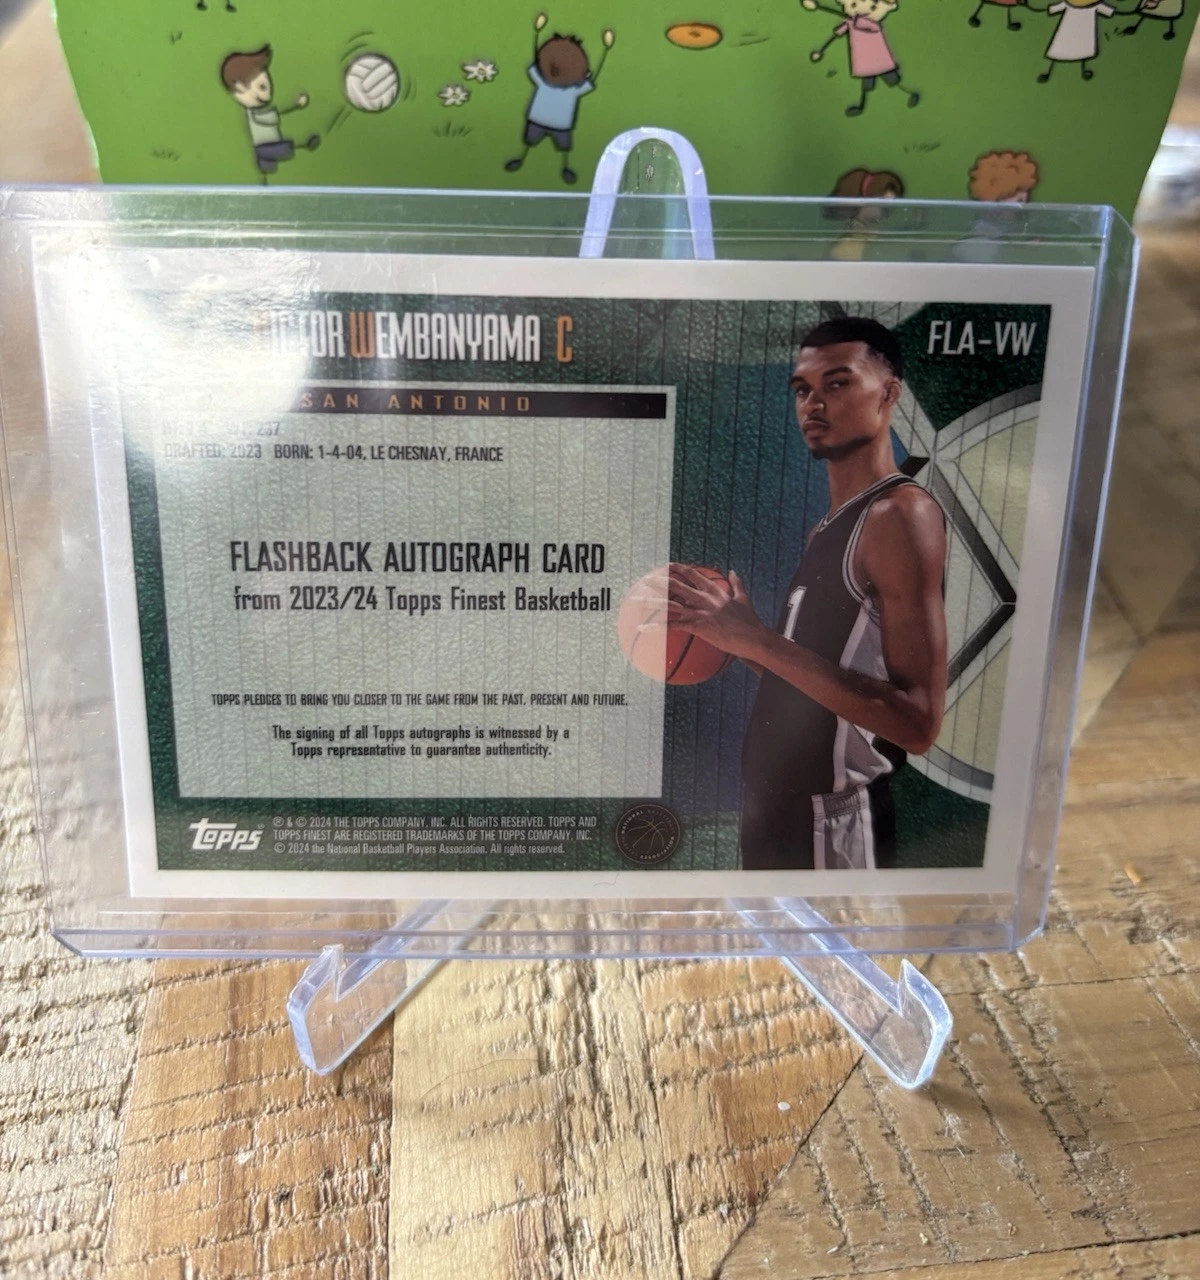 WEMBANYAMA C
FLA-VW
SAN ANTONIO
237
DRAFTED: 2023 BORN: 1-4-04, LE CHESNAY, FRANCE
FLASHBACK AUTOGRAPH CARD
from 2023/24 Topps Finest Basketball
TOPPS PLEDGES TO BRING YOU CLOSER TO THE GAME FROM THE PAST, PRESENT AND FUTURE.
The signing of all Topps autographs is witnessed by a
Topps representative to guarantee authenticity.
topps
® & © 2024 THE TOPPS COMPANY, INC. ALL RIGHTS RESERVED. TOPPS AND
TOPPS FINEST ARE REGISTERED TRADEMARKS OF THE TOPPS COMPANY, INC.
© 2024 the National Basketball Players Association. All rights reserved.
1